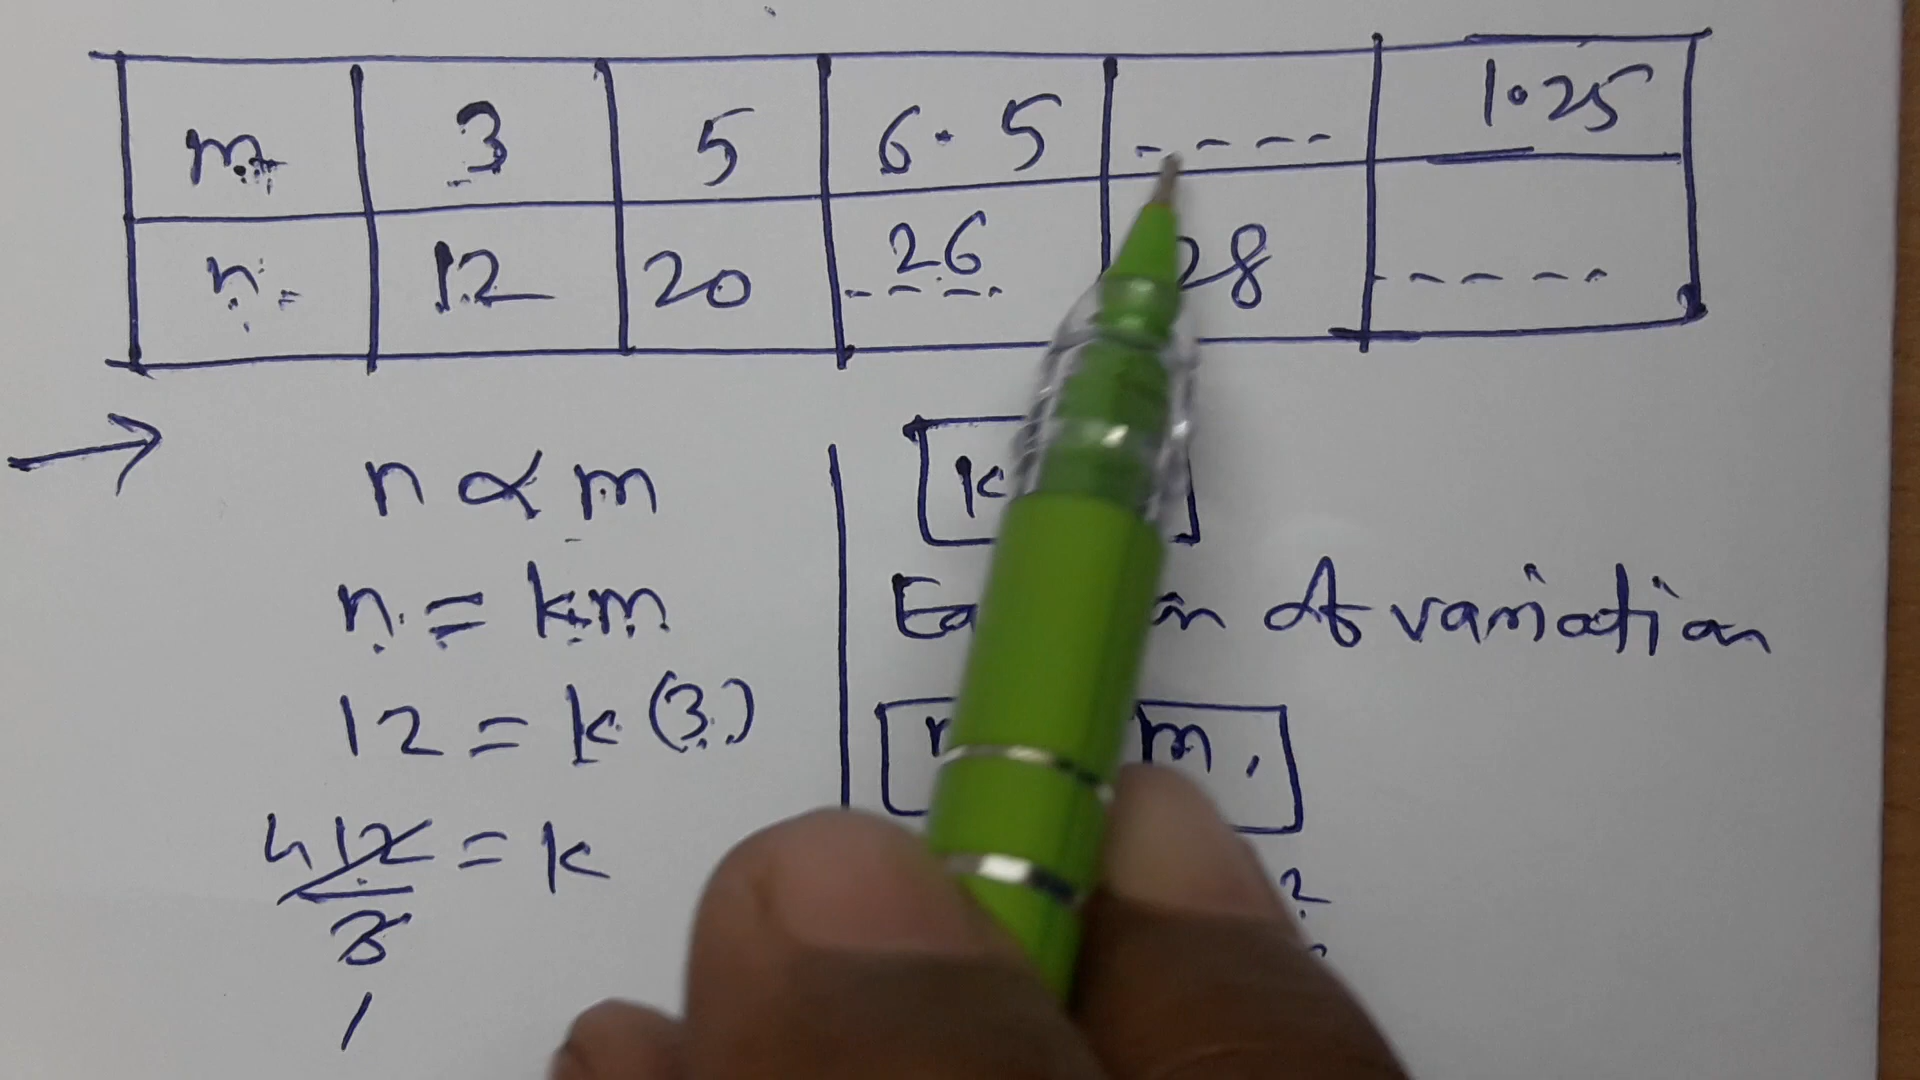 m 3 5 6.5 ----- 1.25
n 12 20 26 28 -----
n ∝ m
n = km
12 = k (3)
4 12 = k
3
1
k
of variation
m.
?